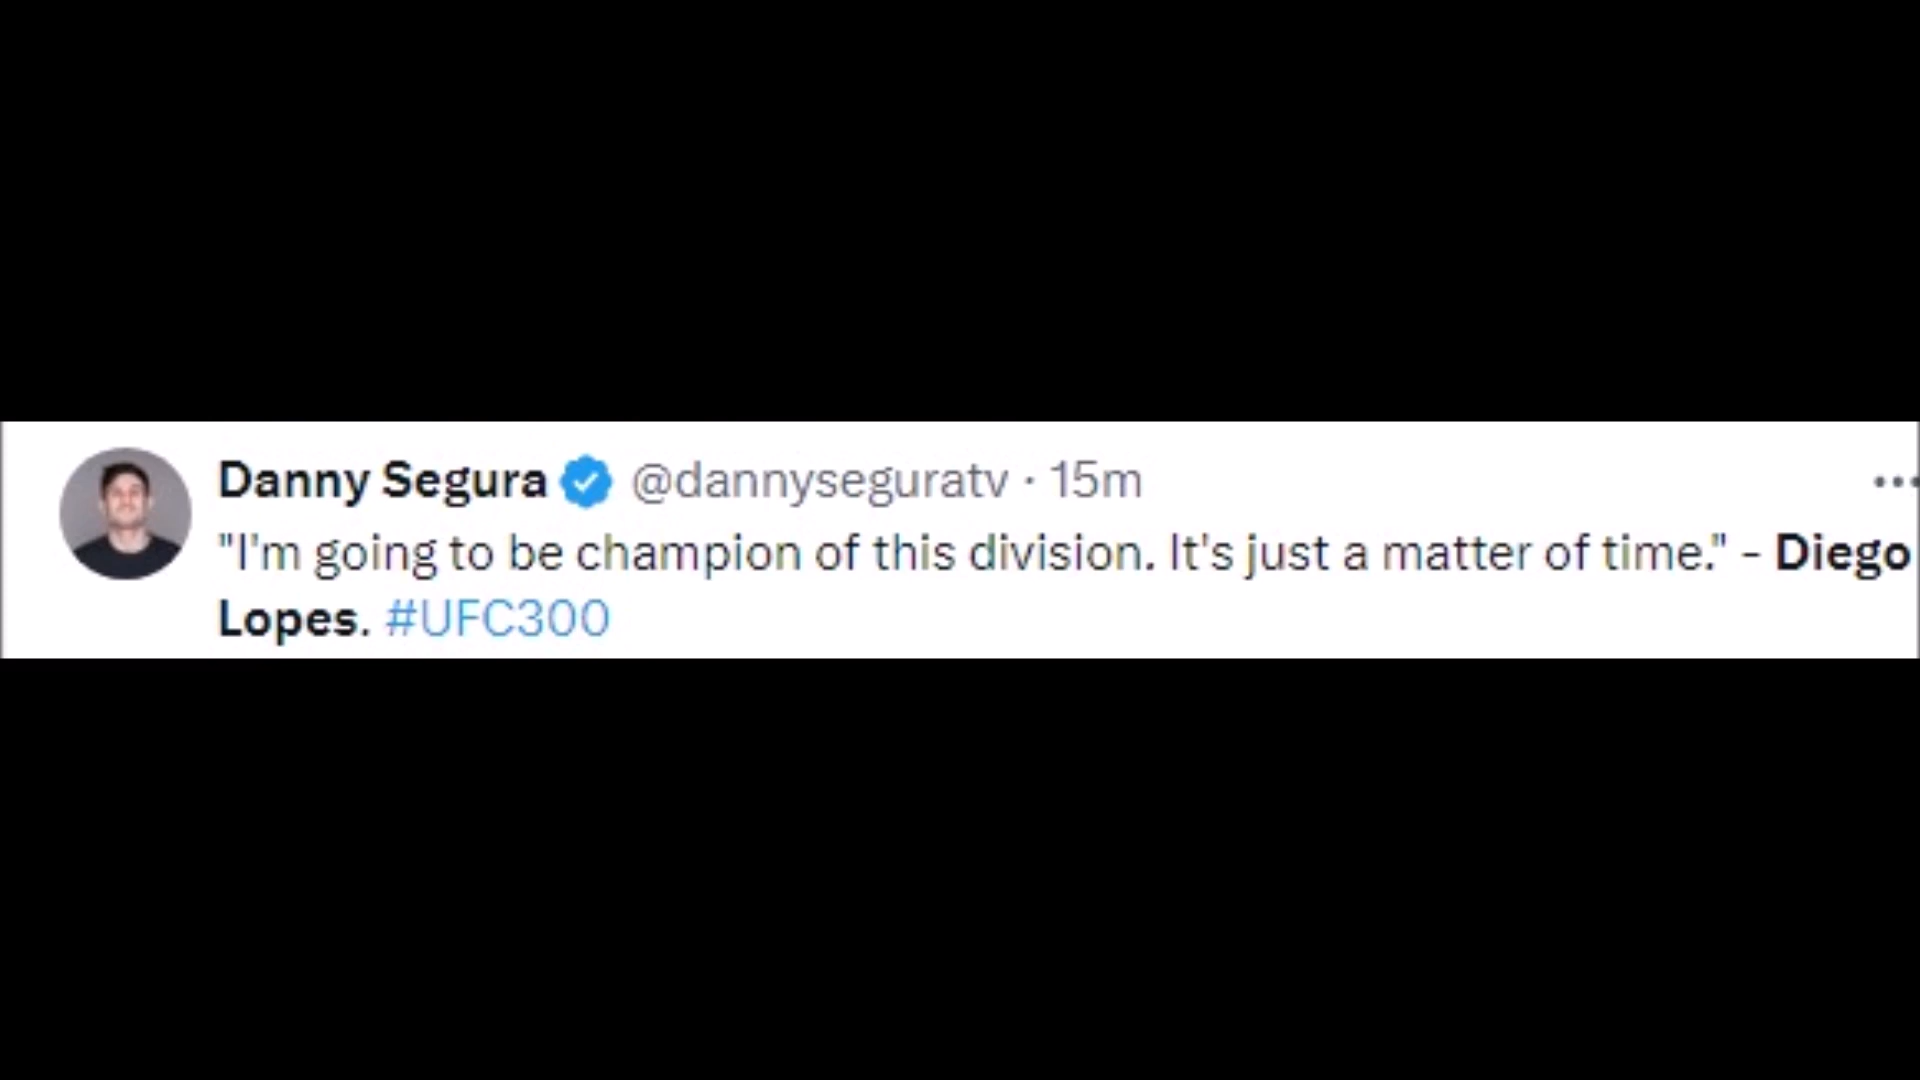 Danny Segura @dannyseguratv · 15m
"I'm going to be champion of this division. It's just a matter of time." - Diego
Lopes. #UFC300